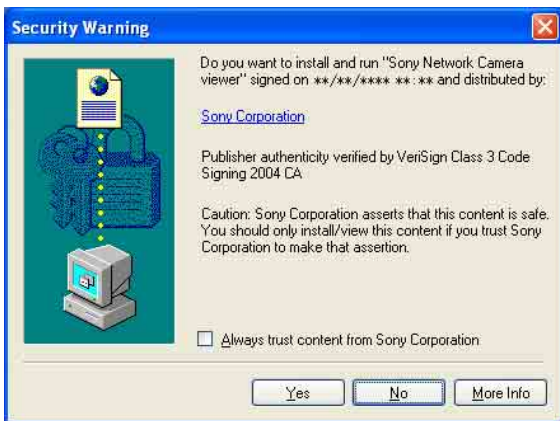 Security Warning
Do you want to install and run "Sony Network Camera
viewer" signed on **/**/**** **:** and distributed by:
Sony Corporation
Publisher authenticity verified by VeriSign Class 3 Code
Signing 2004 CA
Caution: Sony Corporation asserts that this content is safe.
You should only install/view this content if you trust Sony
Corporation to make that assertion.
Always trust content from Sony Corporation
Yes
No
More Info